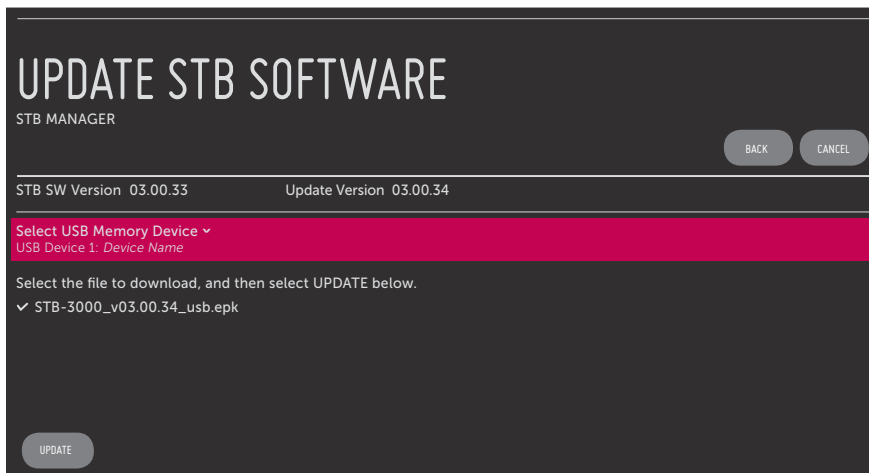 UPDATE STB SOFTWARE
STB MANAGER
BACK CANCEL
STB SW Version 03.00.33 Update Version 03.00.34
Select USB Memory Device
USB Device 1: Device Name
Select the file to download, and then select UPDATE below.
STB-3000_v03.00.34_usb.epk
UPDATE